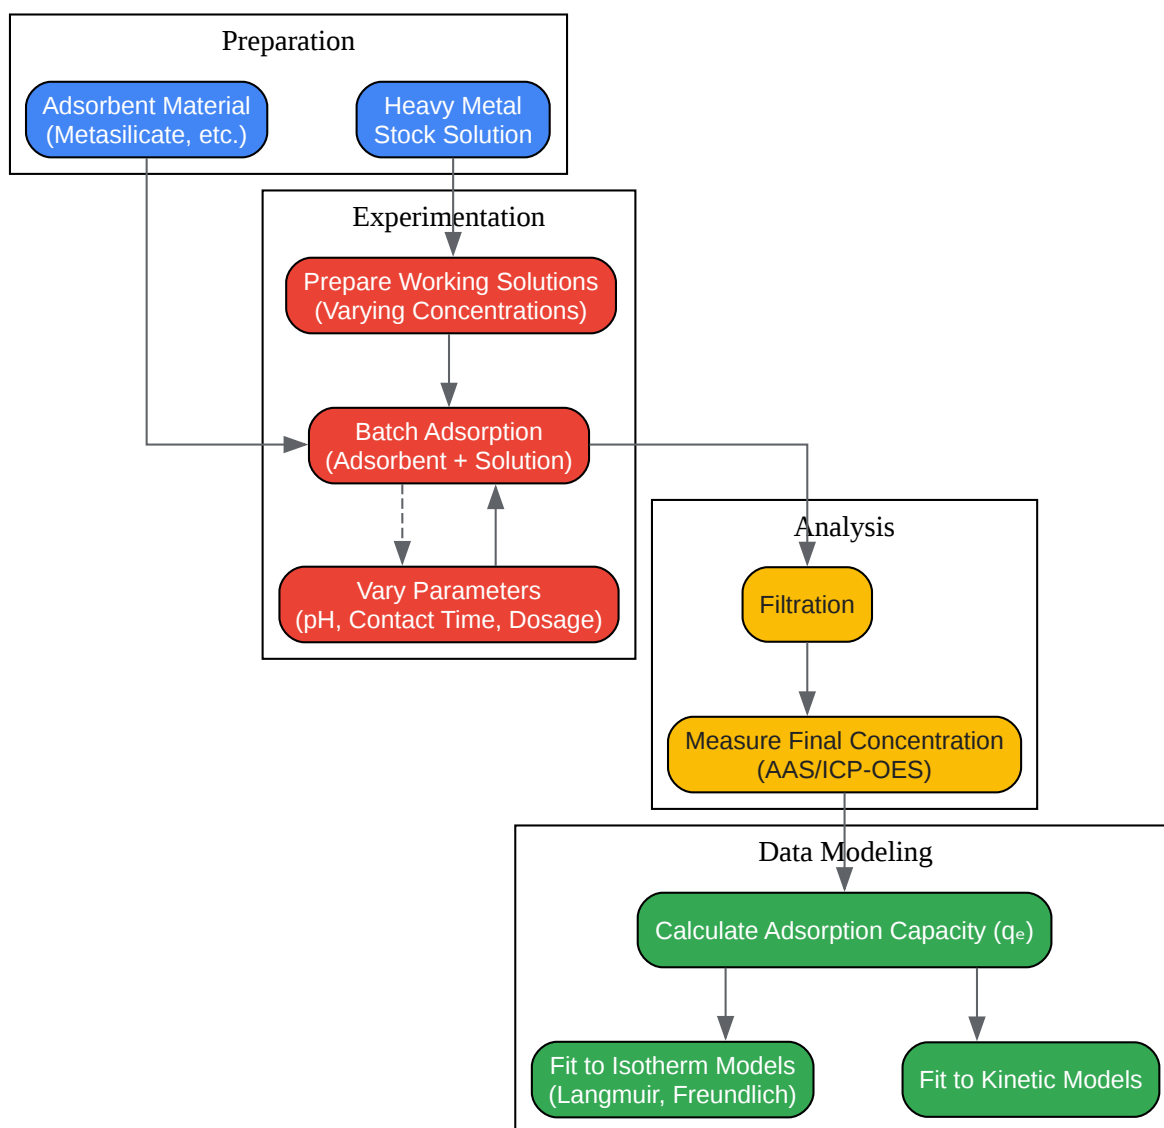 Preparation
Adsorbent Material
(Metasilicate, etc.)
Heavy Metal
Stock Solution
Experimentation
Prepare Working Solutions
(Varying Concentrations)
Batch Adsorption
(Adsorbent + Solution)
Vary Parameters
(pH, Contact Time, Dosage)
Analysis
Filtration
Measure Final Concentration
(AAS/ICP-OES)
Data Modeling
Calculate Adsorption Capacity (qₑ)
Fit to Isotherm Models
(Langmuir, Freundlich)
Fit to Kinetic Models